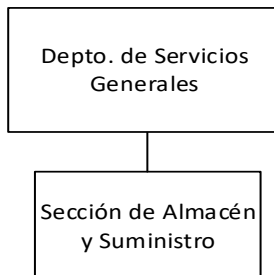 Depto. de Servicios
Generales
Sección de Almacén
y Suministro